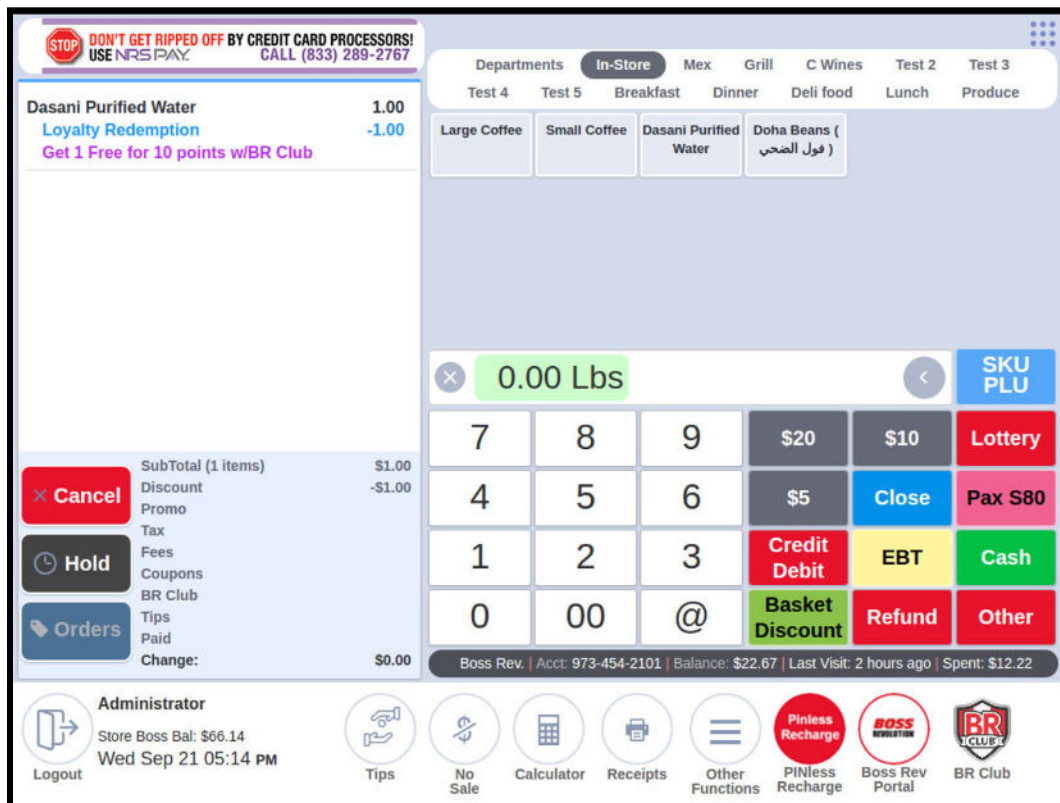 STOP DON'T GET RIPPED OFF BY CREDIT CARD PROCESSORS!
USE NRS PAY. CALL (833) 289-2767
Departments In-Store Mex Grill C Wines Test 2 Test 3
Test 4 Test 5 Breakfast Dinner Deli food Lunch Produce
Dasani Purified Water 1.00
Loyalty Redemption -1.00
Get 1 Free for 10 points w/BR Club
Large Coffee
Small Coffee
Dasani Purified
Water
Doha Beans (
فول الضحي )
× 0.00 Lbs <
SKU
PLU
7 8 9 $20 $10 Lottery
4 5 6 $5 Close Pax S80
1 2 3 Credit Debit EBT Cash
0 00 @ Basket Discount Refund Other
× Cancel
Hold
Orders
SubTotal (1 items) $1.00
Discount -$1.00
Promo
Tax
Fees
Coupons
BR Club
Tips
Paid
Change: $0.00
Boss Rev. | Acct: 973-454-2101 | Balance: $22.67 | Last Visit: 2 hours ago | Spent: $12.22
Logout
Administrator
Store Boss Bal: $66.14
Wed Sep 21 05:14 PM
Tips
No
Sale
Calculator
Receipts
Other
Functions
Pinless
Recharge
PINless
Recharge
BOSS
REVOLUTION
Boss Rev
Portal
BR
CLUB
BR Club